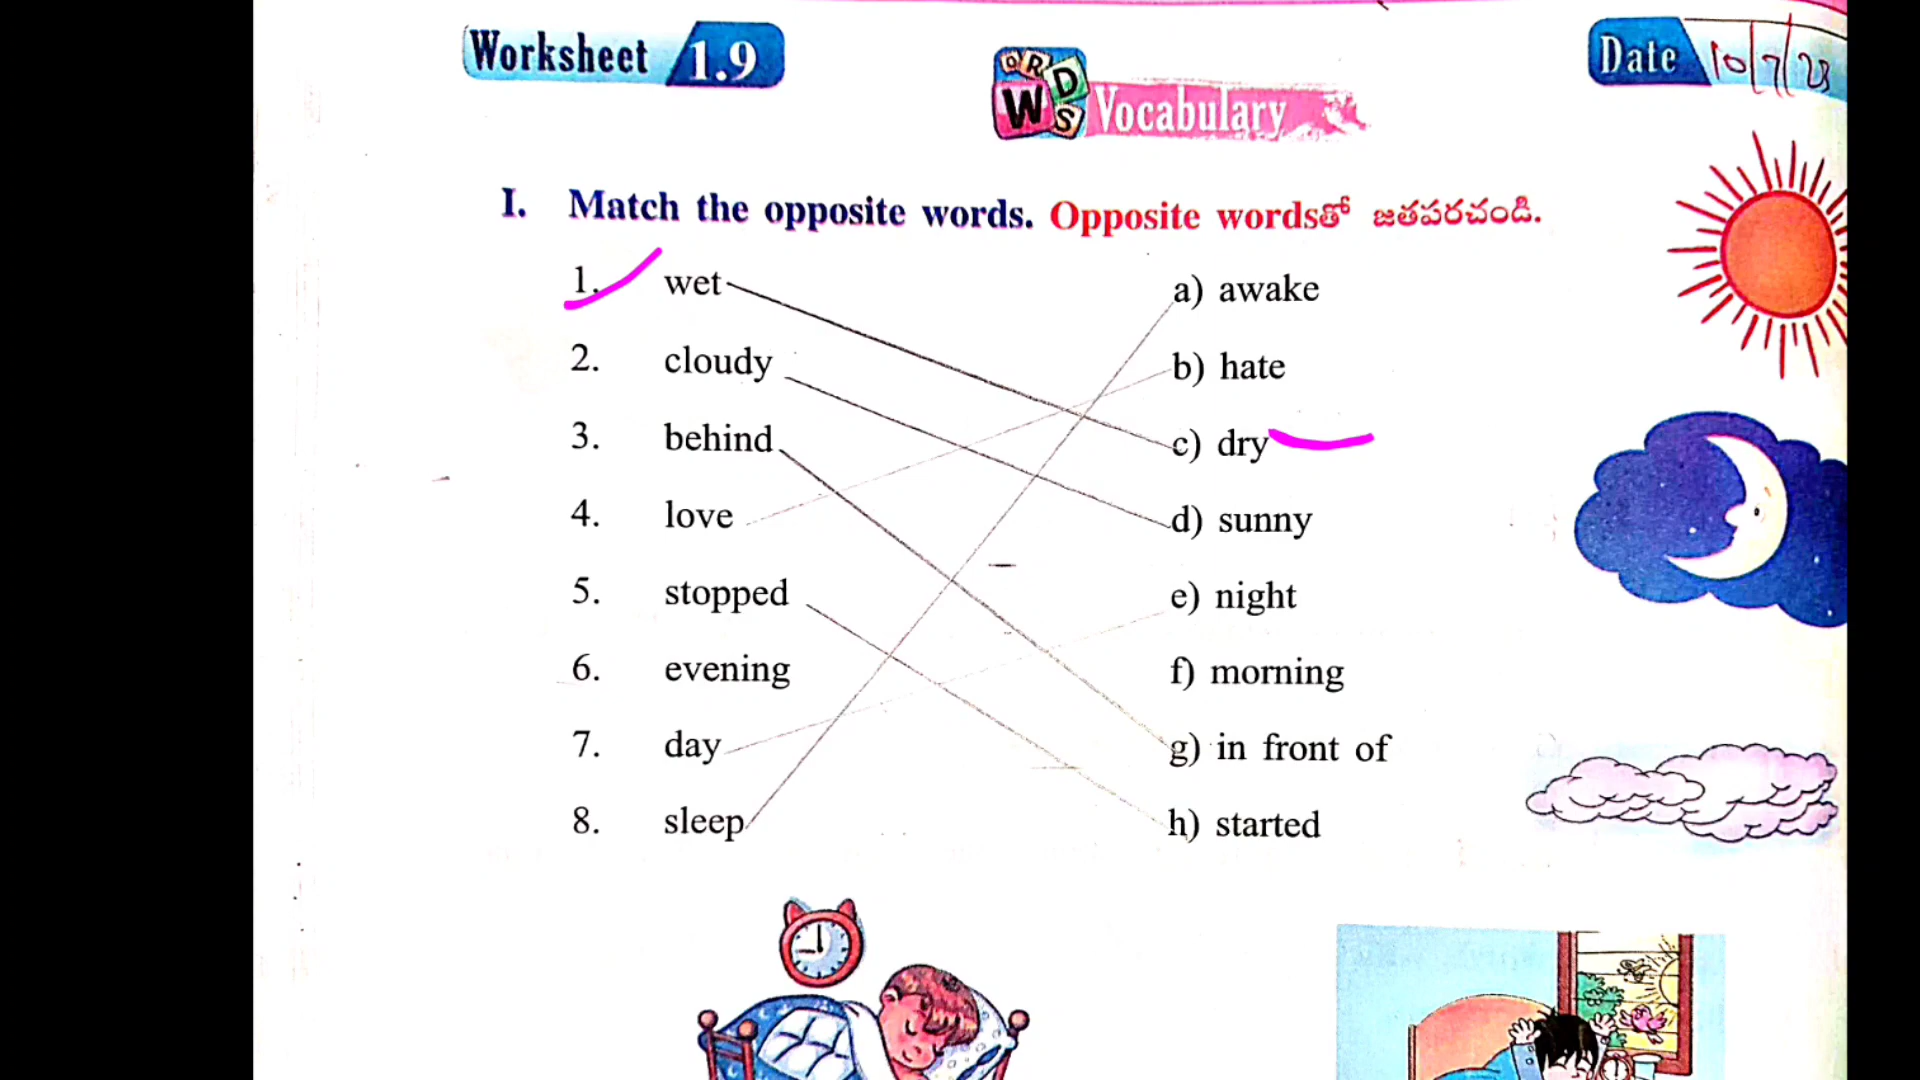 Worksheet 1.9
Date 10/7/23
WORDS Vocabulary
I. Match the opposite words. Opposite wordsతో జతపరచండి.
1. wet a) awake
2. cloudy b) hate
3. behind c) dry
4. love d) sunny
5. stopped e) night
6. evening f) morning
7. day g) in front of
8. sleep h) started